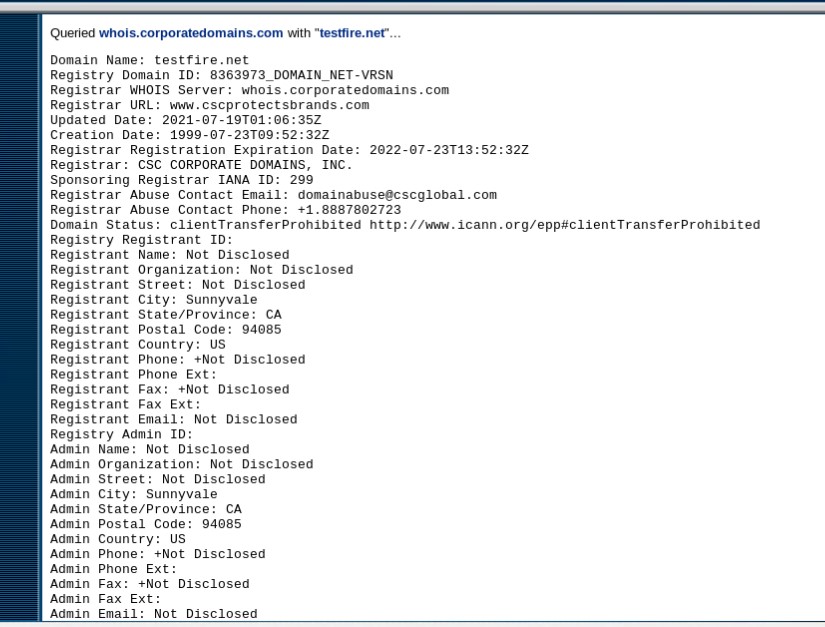 Queried whois.corporatedomains.com with "testfire.net"...
Domain Name: testfire.net
Registry Domain ID: 8363973_DOMAIN_NET-VRSN
Registrar WHOIS Server: whois.corporatedomains.com
Registrar URL: www.cscprotectsbrands.com
Updated Date: 2021-07-19T01:06:35Z
Creation Date: 1999-07-23T09:52:32Z
Registrar Registration Expiration Date: 2022-07-23T13:52:32Z
Registrar: CSC CORPORATE DOMAINS, INC.
Sponsoring Registrar IANA ID: 299
Registrar Abuse Contact Email: domainabuse@cscglobal.com
Registrar Abuse Contact Phone: +1.8887802723
Domain Status: clientTransferProhibited http://www.icann.org/epp#clientTransferProhibited
Registry Registrant ID:
Registrant Name: Not Disclosed
Registrant Organization: Not Disclosed
Registrant Street: Not Disclosed
Registrant City: Sunnyvale
Registrant State/Province: CA
Registrant Postal Code: 94085
Registrant Country: US
Registrant Phone: +Not Disclosed
Registrant Phone Ext:
Registrant Fax: +Not Disclosed
Registrant Fax Ext:
Registrant Email: Not Disclosed
Registry Admin ID:
Admin Name: Not Disclosed
Admin Organization: Not Disclosed
Admin Street: Not Disclosed
Admin City: Sunnyvale
Admin State/Province: CA
Admin Postal Code: 94085
Admin Country: US
Admin Phone: +Not Disclosed
Admin Phone Ext:
Admin Fax: +Not Disclosed
Admin Fax Ext:
Admin Email: Not Disclosed